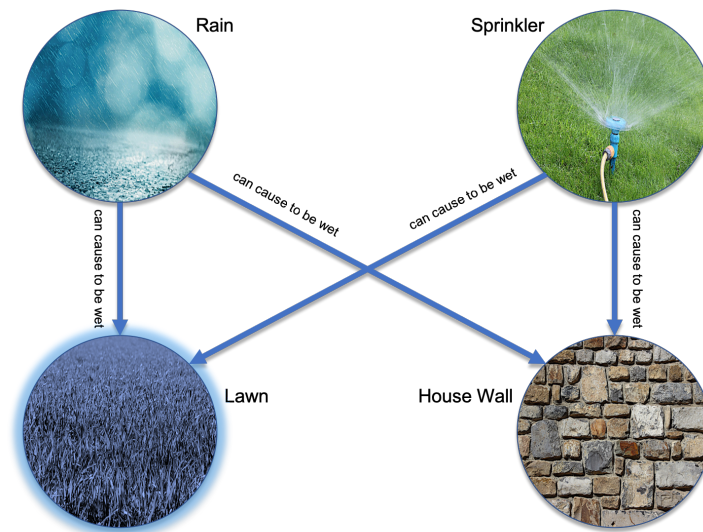 Rain
Sprinkler
can cause to be wet
can cause to be wet
can cause to be wet
can cause to be wet
Lawn
House Wall